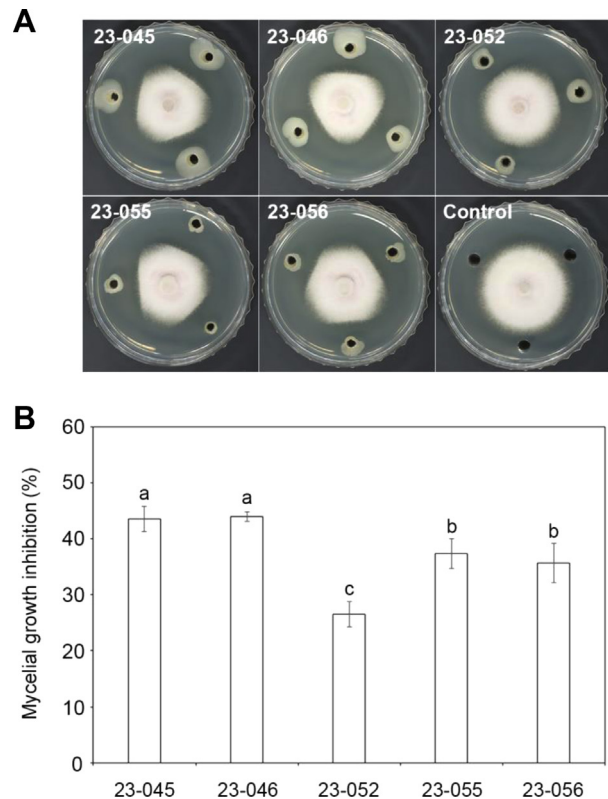 A
23-045 23-046 23-052
23-055 23-056 Control
B
Mycelial growth inhibition (%)
60
50
40
30
20
10
0
a a c b b
23-045 23-046 23-052 23-055 23-056